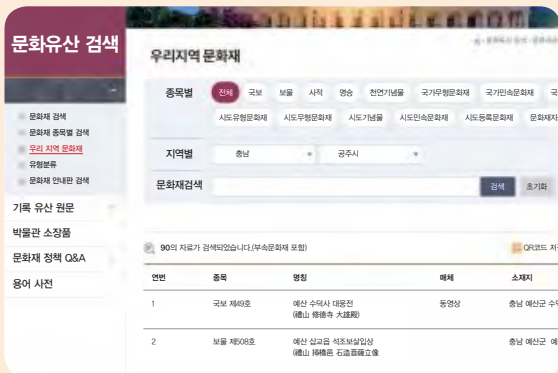 문화유산 검색
문화재 검색
문화재 종목별 검색
우리 지역 문화재
유형분류
문화재 안내판 검색
기록 유산 원문
박물관 소장품
문화재 정책 Q&A
용어 사전
우리지역 문화재
종목별 전체 국보 보물 사적 명승 천연기념물 국가무형문화재 국가민속문화재
시도유형문화재 시도무형문화재 시도기념물 시도민속문화재 시도등록문화재 문화재자
지역별 충남 공주시
문화재검색 검색 초기화
90의 자료가 검색되었습니다.(부속문화재 포함) QR코드 저
연번 종목 명칭 매체 소재지
1 국보 제49호 예산 수덕사 대웅전 동영상 충남 예산군 수
(禮山 修德寺 大雄殿)
2 보물 제508호 예산 삽교읍 석조보살입상 충남 예산군 예
(禮山 揷橋邑 石造菩薩立像